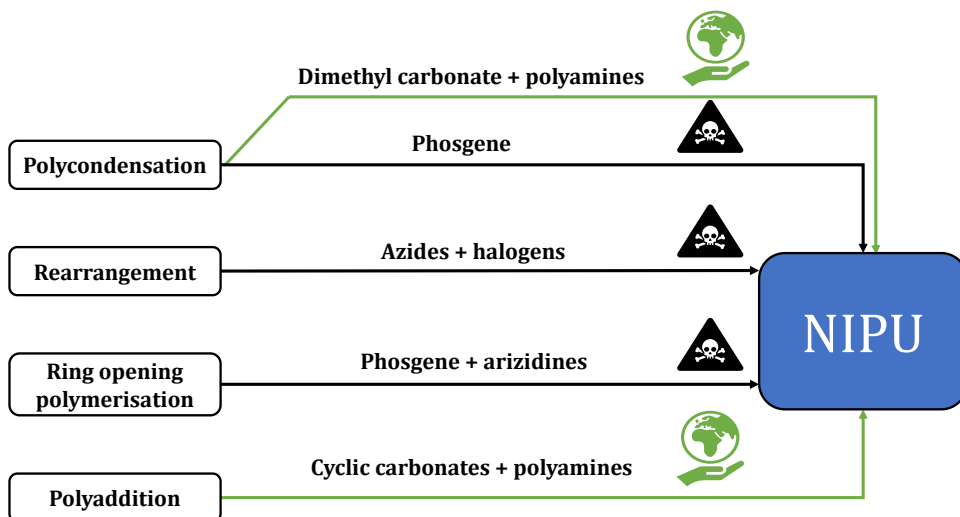 Dimethyl carbonate + polyamines
Polycondensation
Phosgene
Rearrangement
Azides + halogens
NIPU
Ring opening
polymerisation
Phosgene + arizidines
Polyaddition
Cyclic carbonates + polyamines